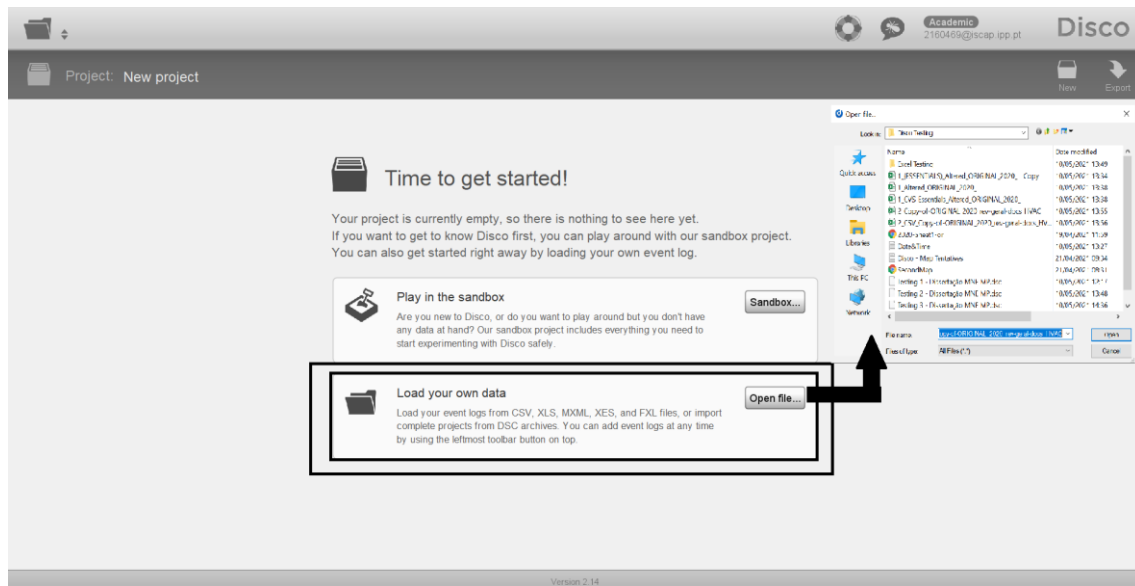 Academic
2160469@iscap.ipp.pt
Disco
Project: New project
New
Export
Time to get started!
Your project is currently empty, so there is nothing to see here yet.
If you want to get to know Disco first, you can play around with our sandbox project.
You can also get started right away by loading your own event log.
Play in the sandbox
Sandbox...
Are you new to Disco, or do you want to play around but you don't have
any data at hand? Our sandbox project includes everything you need to
start experimenting with Disco safely.
Load your own data
Open file...
Load your event logs from CSV, XLS, MXML, XES, and FXL files, or import
complete projects from DSC archives. You can add event logs at any time
by using the leftmost toolbar button on top.
Open file...
Look in:
Disco Testing
Name
Date modified
Quick access
Desktop
Libraries
This PC
Network
Excel Testing
Date&Time
Disco - Map Tentatives
SecondMap
File name
Files of type
All Files (*.*)
Open
Cancel
Version 2.14